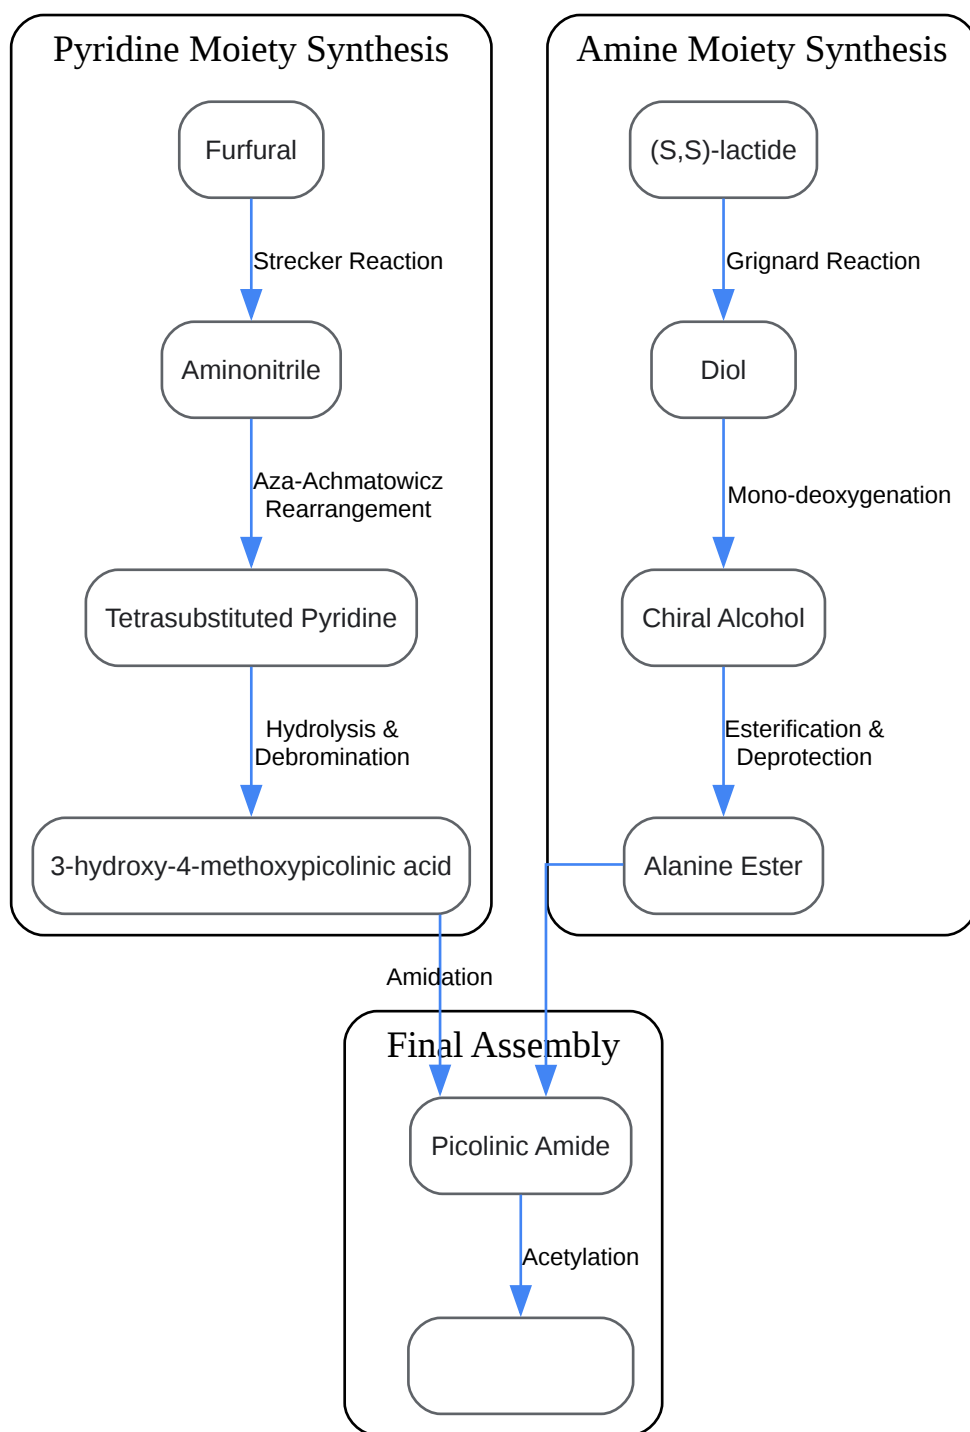 Pyridine Moiety Synthesis
Furfural
Strecker Reaction
Aminonitrile
Aza-Achmatowicz
Rearrangement
Tetrasubstituted Pyridine
Hydrolysis &
Debromination
3-hydroxy-4-methoxypicolinic acid
Amine Moiety Synthesis
(S,S)-lactide
Grignard Reaction
Diol
Mono-deoxygenation
Chiral Alcohol
Esterification &
Deprotection
Alanine Ester
Amidation
Final Assembly
Picolinic Amide
Acetylation